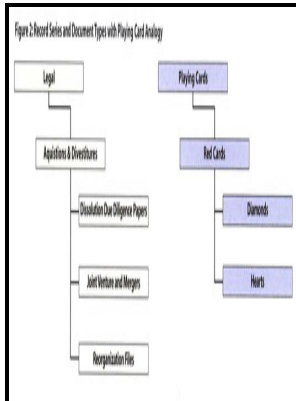 Figure 2: Record Series and Document Types with Playing Card Analogy
Legal
Playing Cards
Aquistions & Divestitures
Red Cards
Dissolution Due Diligence Papers
Diamonds
Joint Venture and Mergers
Hearts
Reorganization Files